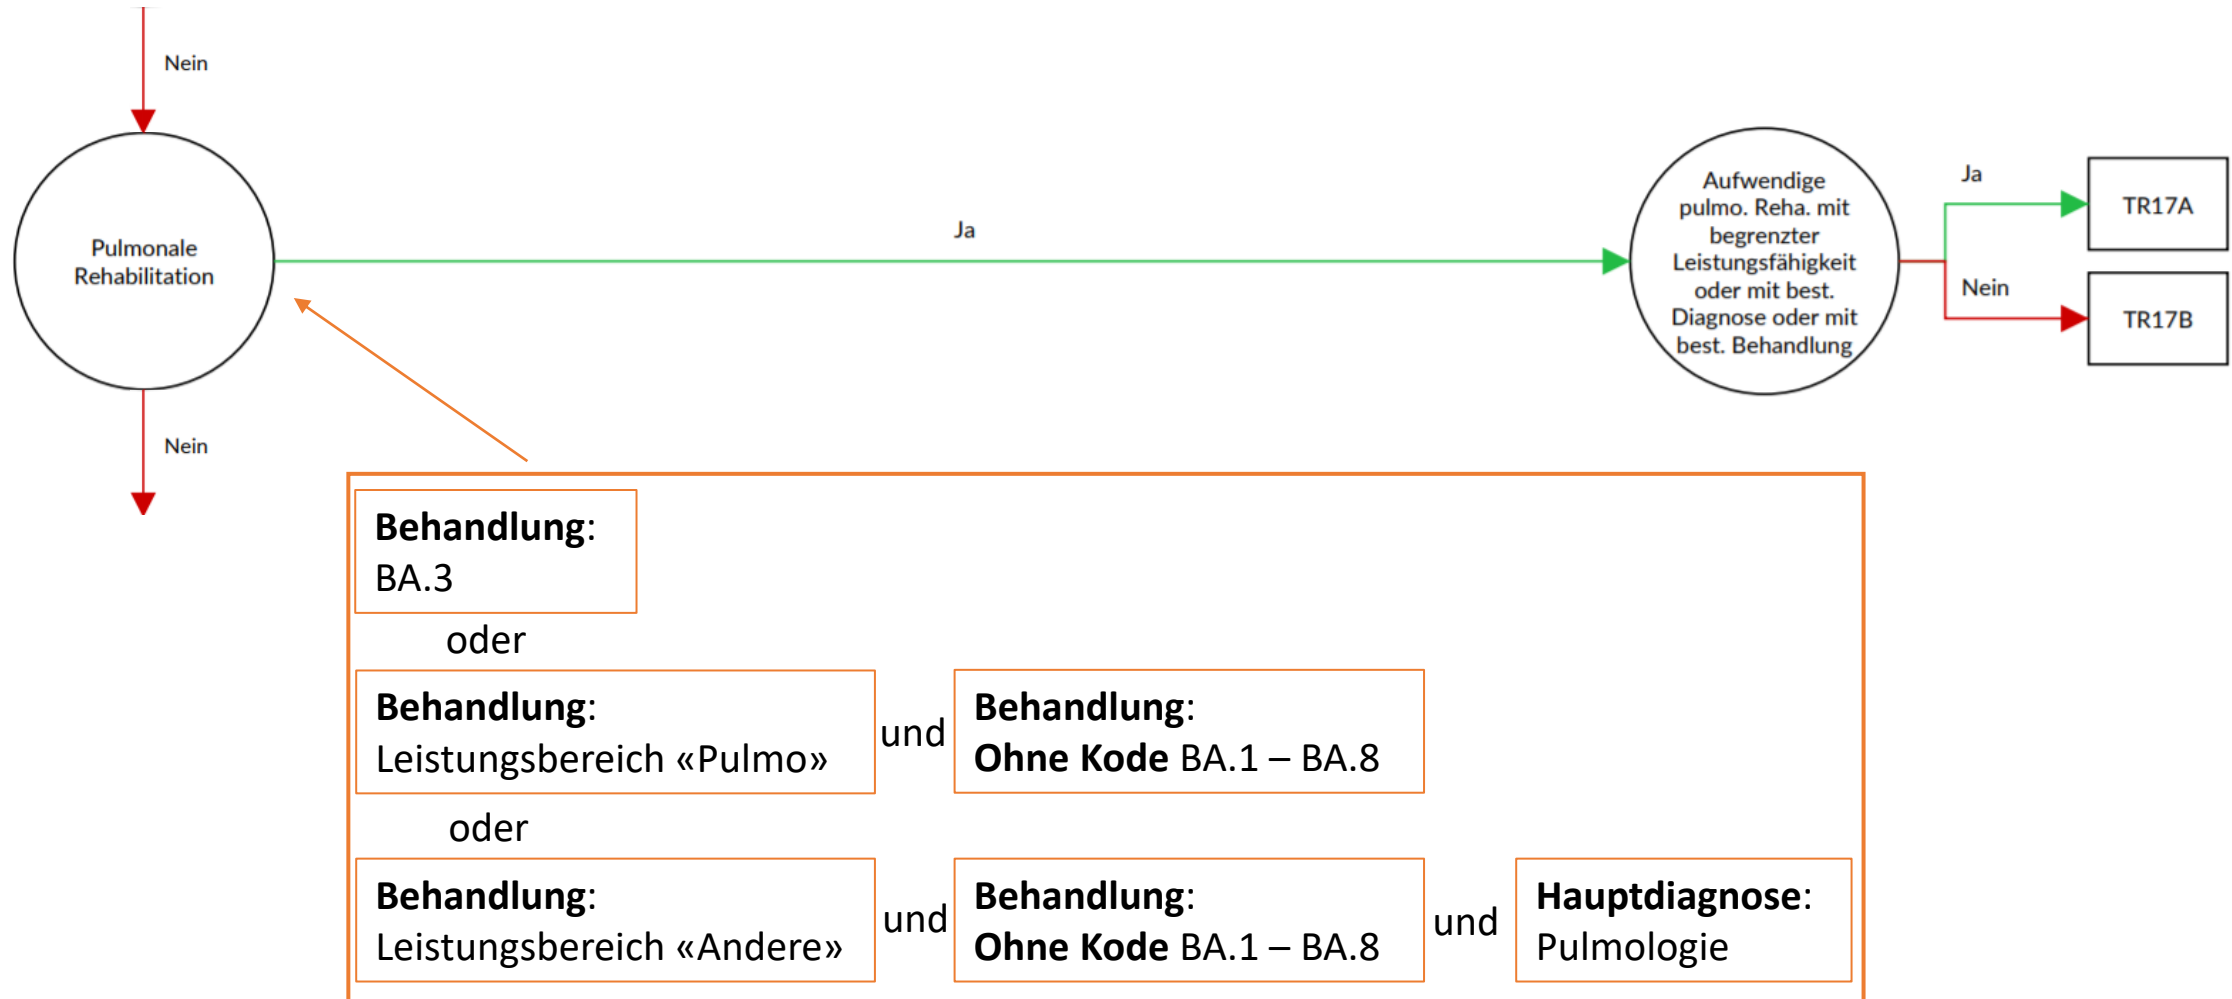 Nein
Pulmonale
Rehabilitation
Ja
Aufwendige
pulmo. Reha. mit
begrenzter
Leistungsfähigkeit
oder mit best.
Diagnose oder mit
best. Behandlung
Ja
TR17A
Nein
TR17B
Nein
Behandlung:
BA.3
oder
Behandlung:
Leistungsbereich «Pulmo»
und
Behandlung:
Ohne Kode BA.1 – BA.8
oder
Behandlung:
Leistungsbereich «Andere»
und
Behandlung:
Ohne Kode BA.1 – BA.8
und
Hauptdiagnose:
Pulmologie